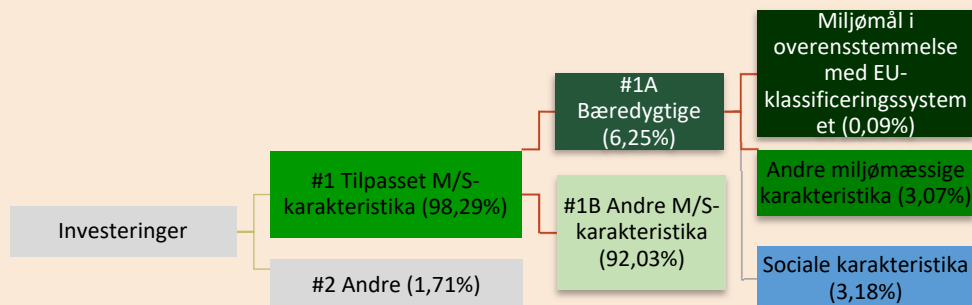 Investeringer
#1 Tilpasset M/S-
karakteristika (98,29%)
#2 Andre (1,71%)
#1A
Bæredygtige
(6,25%)
#1B Andre M/S-
karakteristika
(92,03%)
Miljømål i
overensstemmelse
med EU-
klassificeringssystem
et (0,09%)
Andre miljømæssige
karakteristika (3,07%)
Sociale karakteristika
(3,18%)